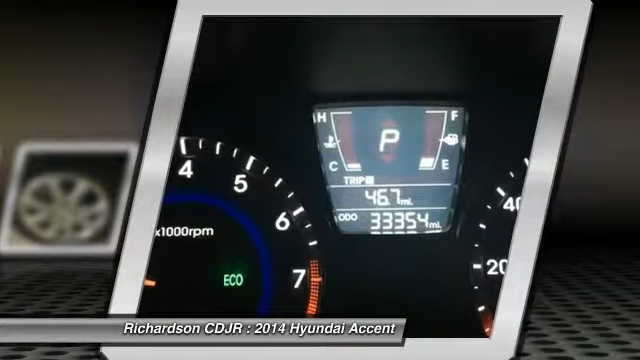 H F
P
C E
TRIP
46.7 mi.
ODO 33354 mi.
4 5 6 7
x1000rpm
ECO
40
20
Richardson CDJR : 2014 Hyundai Accent